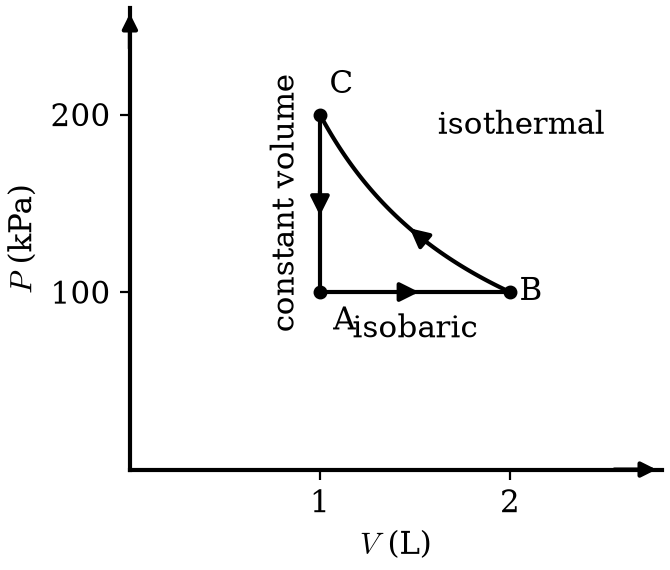 C
constant volume
isothermal
200
P (kPa)
100
B
A
isobaric
1
2
V (L)